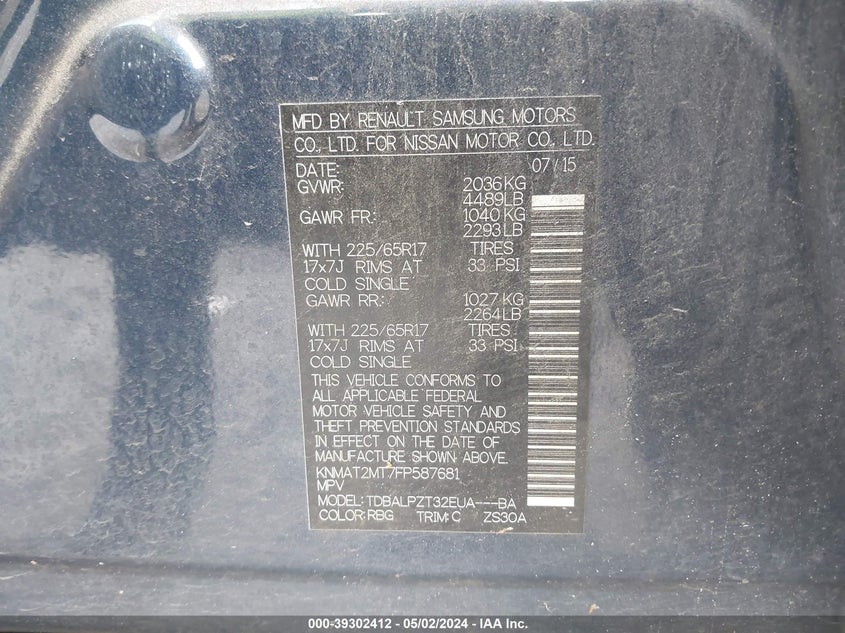 MFD BY RENAULT SAMSUNG MOTORS
CO., LTD. FOR NISSAN MOTOR CO., LTD.
DATE: 07/15
GVWR: 2036KG
4489LB
GAWR FR: 1040KG
2293LB
WITH 225/65R17 TIRES
17x7J RIMS AT 33 PSI
COLD SINGLE
GAWR RR: 1027KG
2264LB
WITH 225/65R17 TIRES
17x7J RIMS AT 33 PSI
COLD SINGLE
THIS VEHICLE CONFORMS TO
ALL APPLICABLE FEDERAL
MOTOR VEHICLE SAFETY AND
THEFT PREVENTION STANDARDS
IN EFFECT ON THE DATE OF
MANUFACTURE SHOWN ABOVE.
KNMAT2MT7FP587681
MPV
MODEL:TDBALPZT32EUA---BA
COLOR:RBG TRIM:C ZS30A
000-39302412 - 05/02/2024 - IAA Inc.